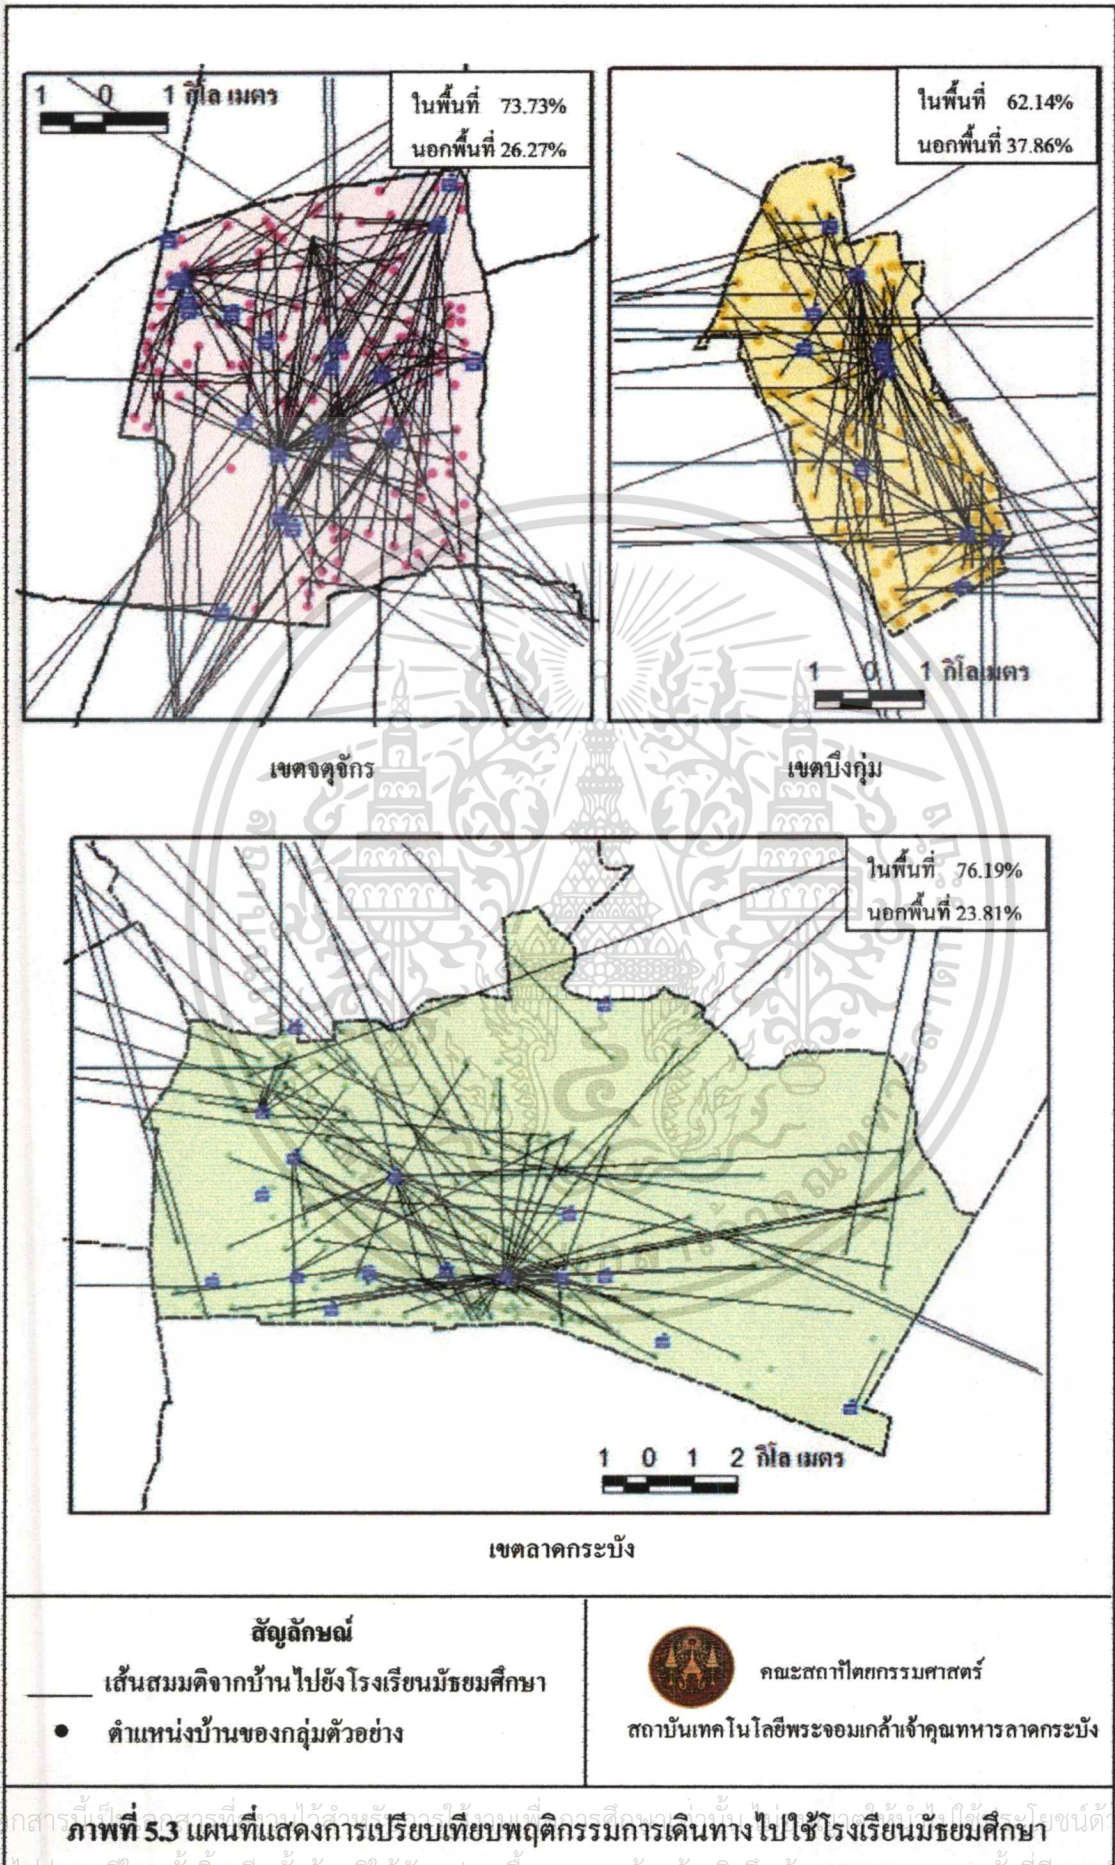 1 0 1 กิโล เมตร
ในพื้นที่ 73.73%
นอกพื้นที่ 26.27%
ในพื้นที่ 62.14%
นอกพื้นที่ 37.86%
1 0 1 กิโลเมตร
เขตจตุจักร
เขตบึงกุ่ม
ในพื้นที่ 76.19%
นอกพื้นที่ 23.81%
1 0 1 2 กิโล เมตร
เขตลาดกระบัง
สัญลักษณ์
เส้นสมมติจากบ้านไปยังโรงเรียนมัธยมศึกษา
ตำแหน่งบ้านของกลุ่มตัวอย่าง
คณะสถาปัตยกรรมศาสตร์
สถาบันเทคโนโลยีพระจอมเกล้าเจ้าคุณทหารลาดกระบัง
ภาพที่ 5.3 แผนที่แสดงการเปรียบเทียบพฤติกรรมการเดินทางไปใช้โรงเรียนมัธยมศึกษา